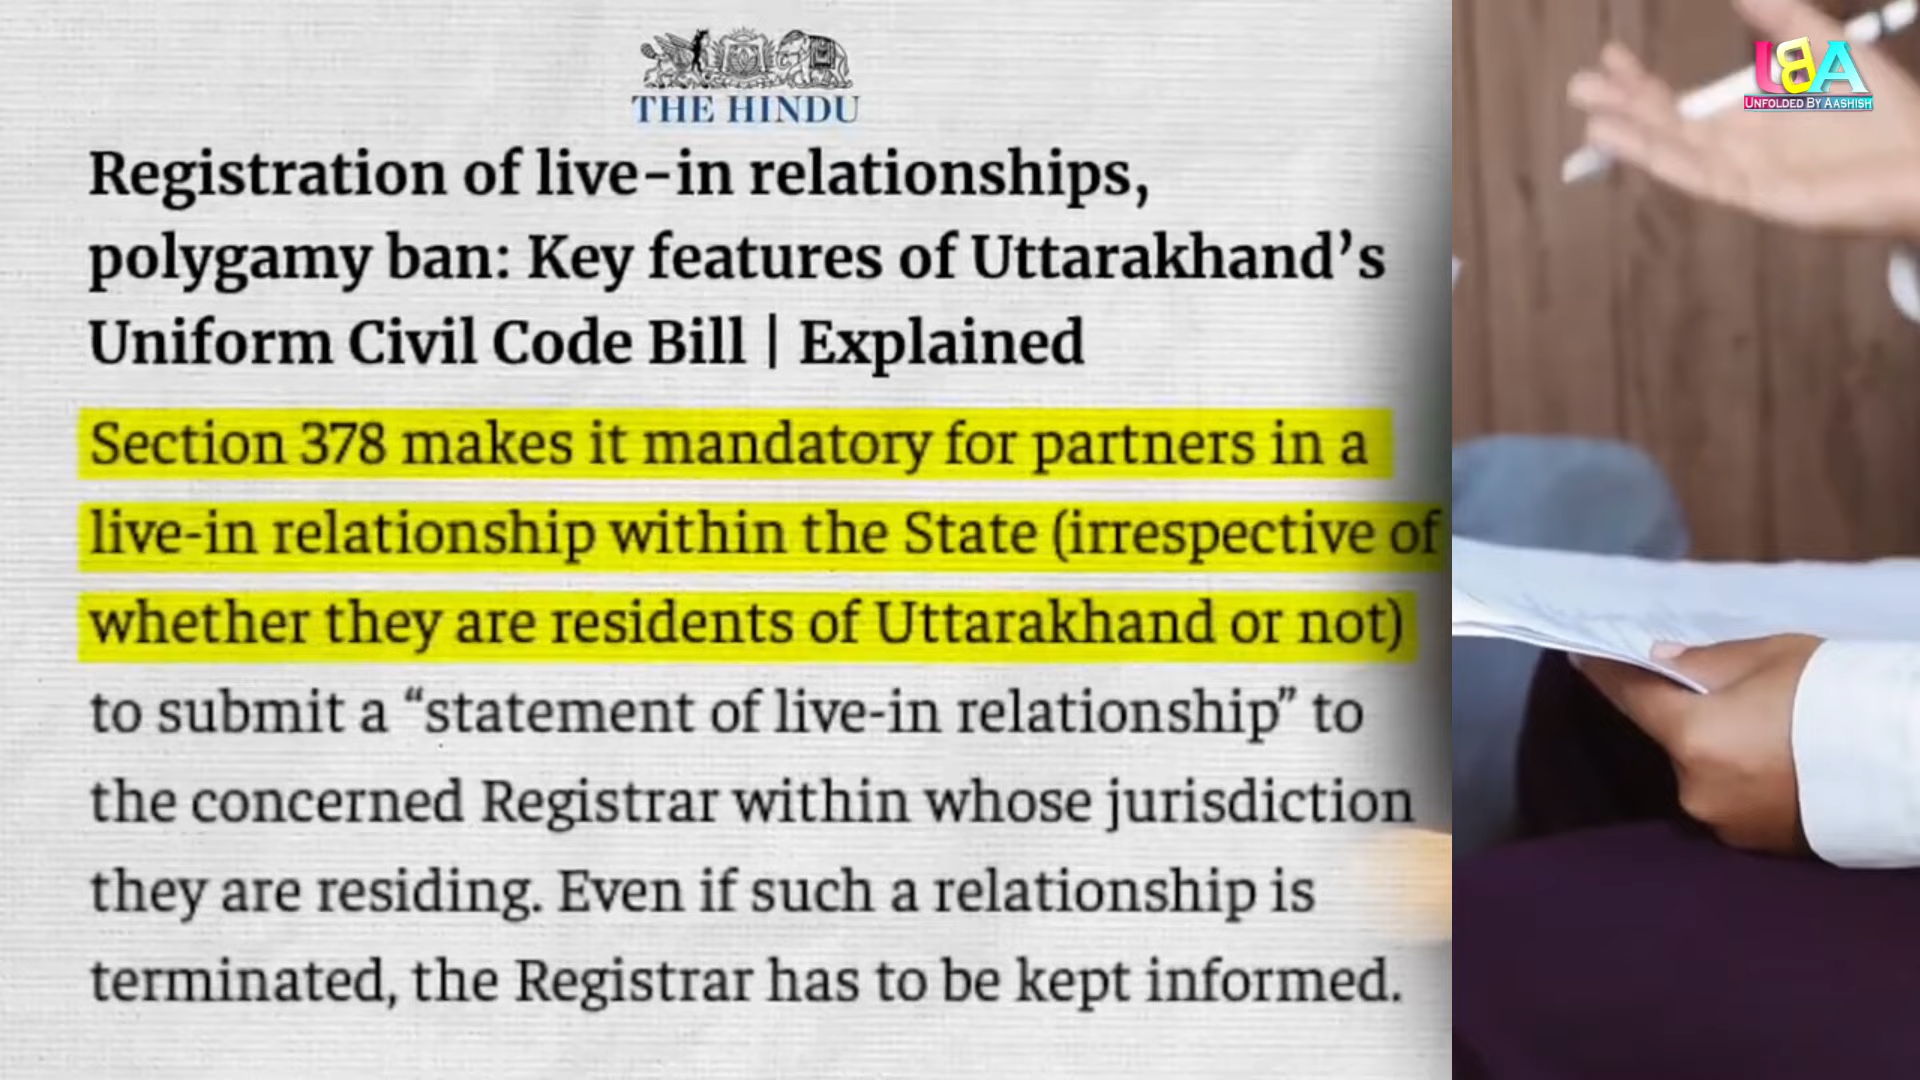 THE HINDU
Registration of live-in relationships,
polygamy ban: Key features of Uttarakhand’s
Uniform Civil Code Bill | Explained
Section 378 makes it mandatory for partners in a
live-in relationship within the State (irrespective of
whether they are residents of Uttarakhand or not)
to submit a “statement of live-in relationship” to
the concerned Registrar within whose jurisdiction
they are residing. Even if such a relationship is
terminated, the Registrar has to be kept informed.
UBA
UNFOLDED BY AASHISH